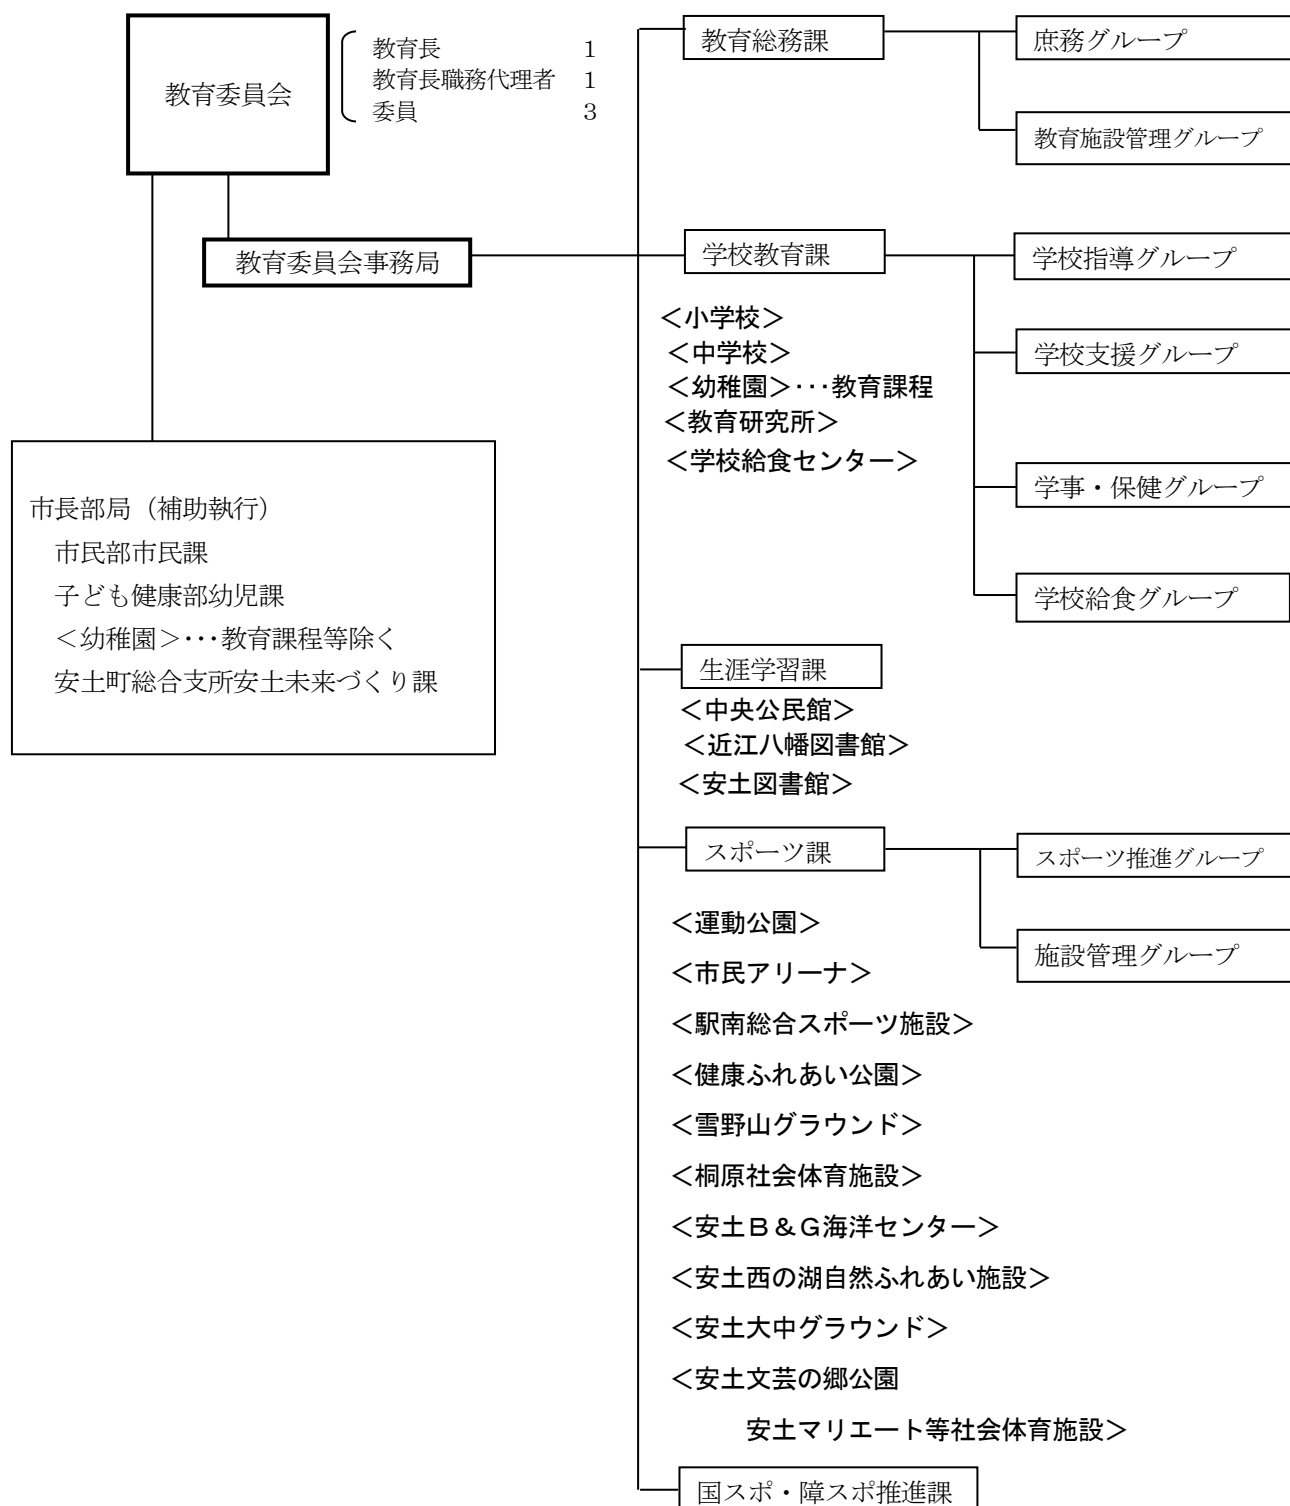 教育委員会
教育長 1
教育長職務代理者 1
委員 3
教育委員会事務局
市長部局（補助執行）
市民部市民課
子ども健康部幼児課
＜幼稚園＞･･･教育課程等除く
安土町総合支所安土未来づくり課
教育総務課
庶務グループ
教育施設管理グループ
学校教育課
＜小学校＞
＜中学校＞
＜幼稚園＞･･･教育課程
＜教育研究所＞
＜学校給食センター＞
学校指導グループ
学校支援グループ
学事・保健グループ
学校給食グループ
生涯学習課
＜中央公民館＞
＜近江八幡図書館＞
＜安土図書館＞
スポーツ課
スポーツ推進グループ
施設管理グループ
＜運動公園＞
＜市民アリーナ＞
＜駅南総合スポーツ施設＞
＜健康ふれあい公園＞
＜雪野山グラウンド＞
＜桐原社会体育施設＞
＜安土Ｂ＆Ｇ海洋センター＞
＜安土西の湖自然ふれあい施設＞
＜安土大中グラウンド＞
＜安土文芸の郷公園
安土マリエート等社会体育施設＞
国スポ・障スポ推進課